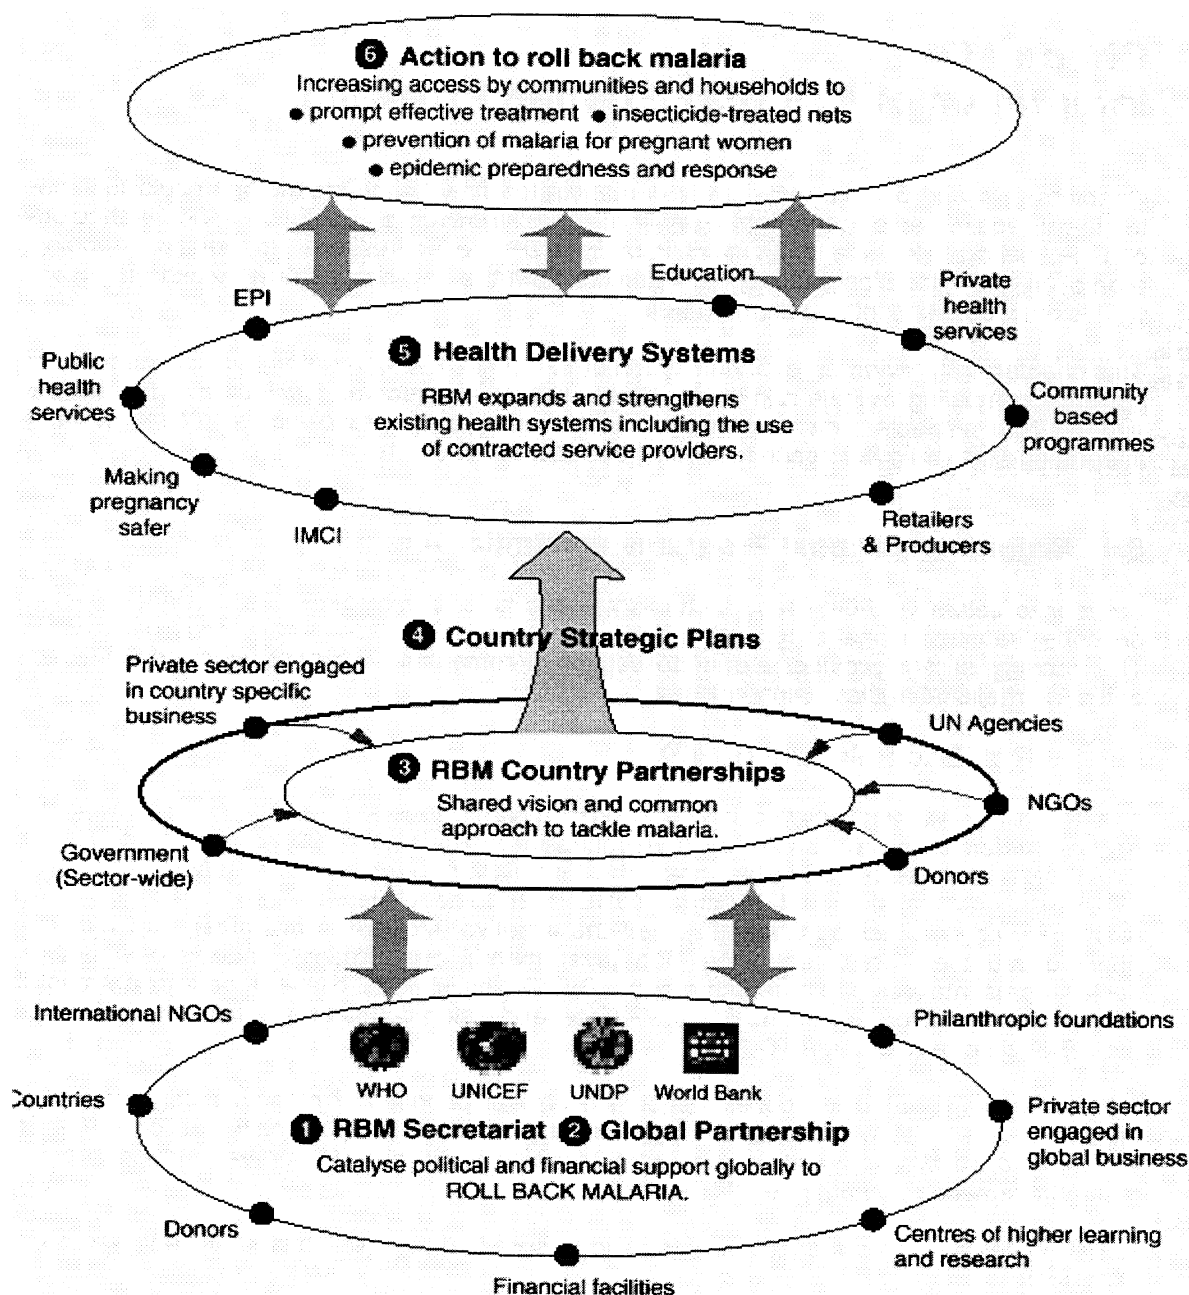 6 Action to roll back malaria
Increasing access by communities and households to
● prompt effective treatment ● insecticide-treated nets
● prevention of malaria for pregnant women
● epidemic preparedness and response
Education
Private
health
services
EPI
Public
health
services
5 Health Delivery Systems
RBM expands and strengthens
existing health systems including the use
of contracted service providers.
Community
based
programmes
Making
pregnancy
safer
IMCI
Retailers
& Producers
4 Country Strategic Plans
Private sector engaged
in country specific
business
UN Agencies
3 RBM Country Partnerships
Shared vision and common
approach to tackle malaria.
NGOs
Government
(Sector-wide)
Donors
International NGOs
Philanthropic foundations
WHO UNICEF UNDP World Bank
Countries
1 RBM Secretariat 2 Global Partnership
Catalyse political and financial support globally to
ROLL BACK MALARIA.
Private sector
engaged in
global business
Donors
Centres of higher learning
and research
Financial facilities